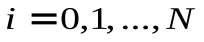 i = 0,1, ..., N